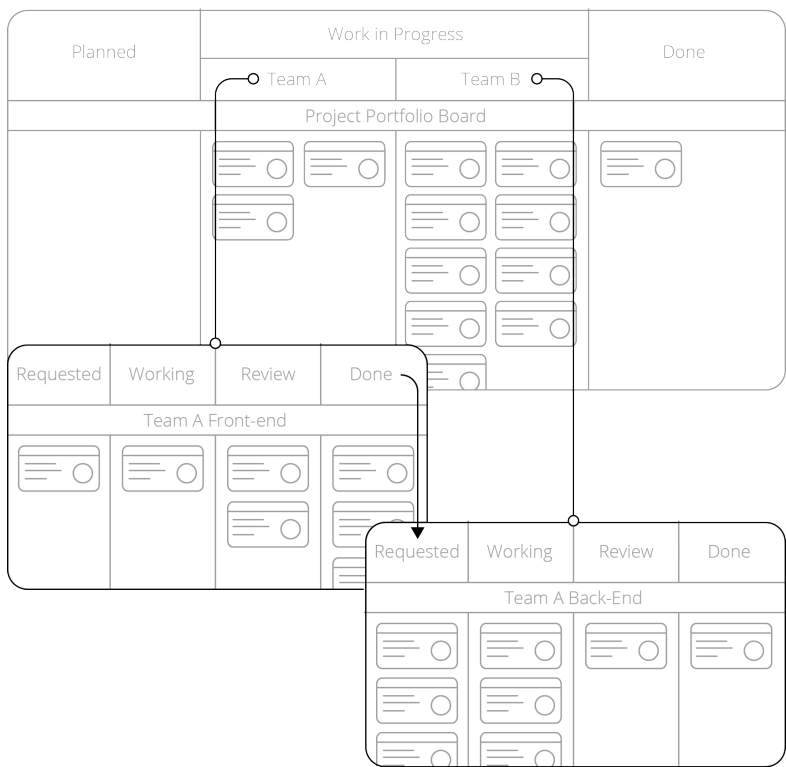 Planned
Work in Progress
Done
Team A
Team B
Project Portfolio Board
Requested
Working
Review
Done
Team A Front-end
Requested
Working
Review
Done
Team A Back-End